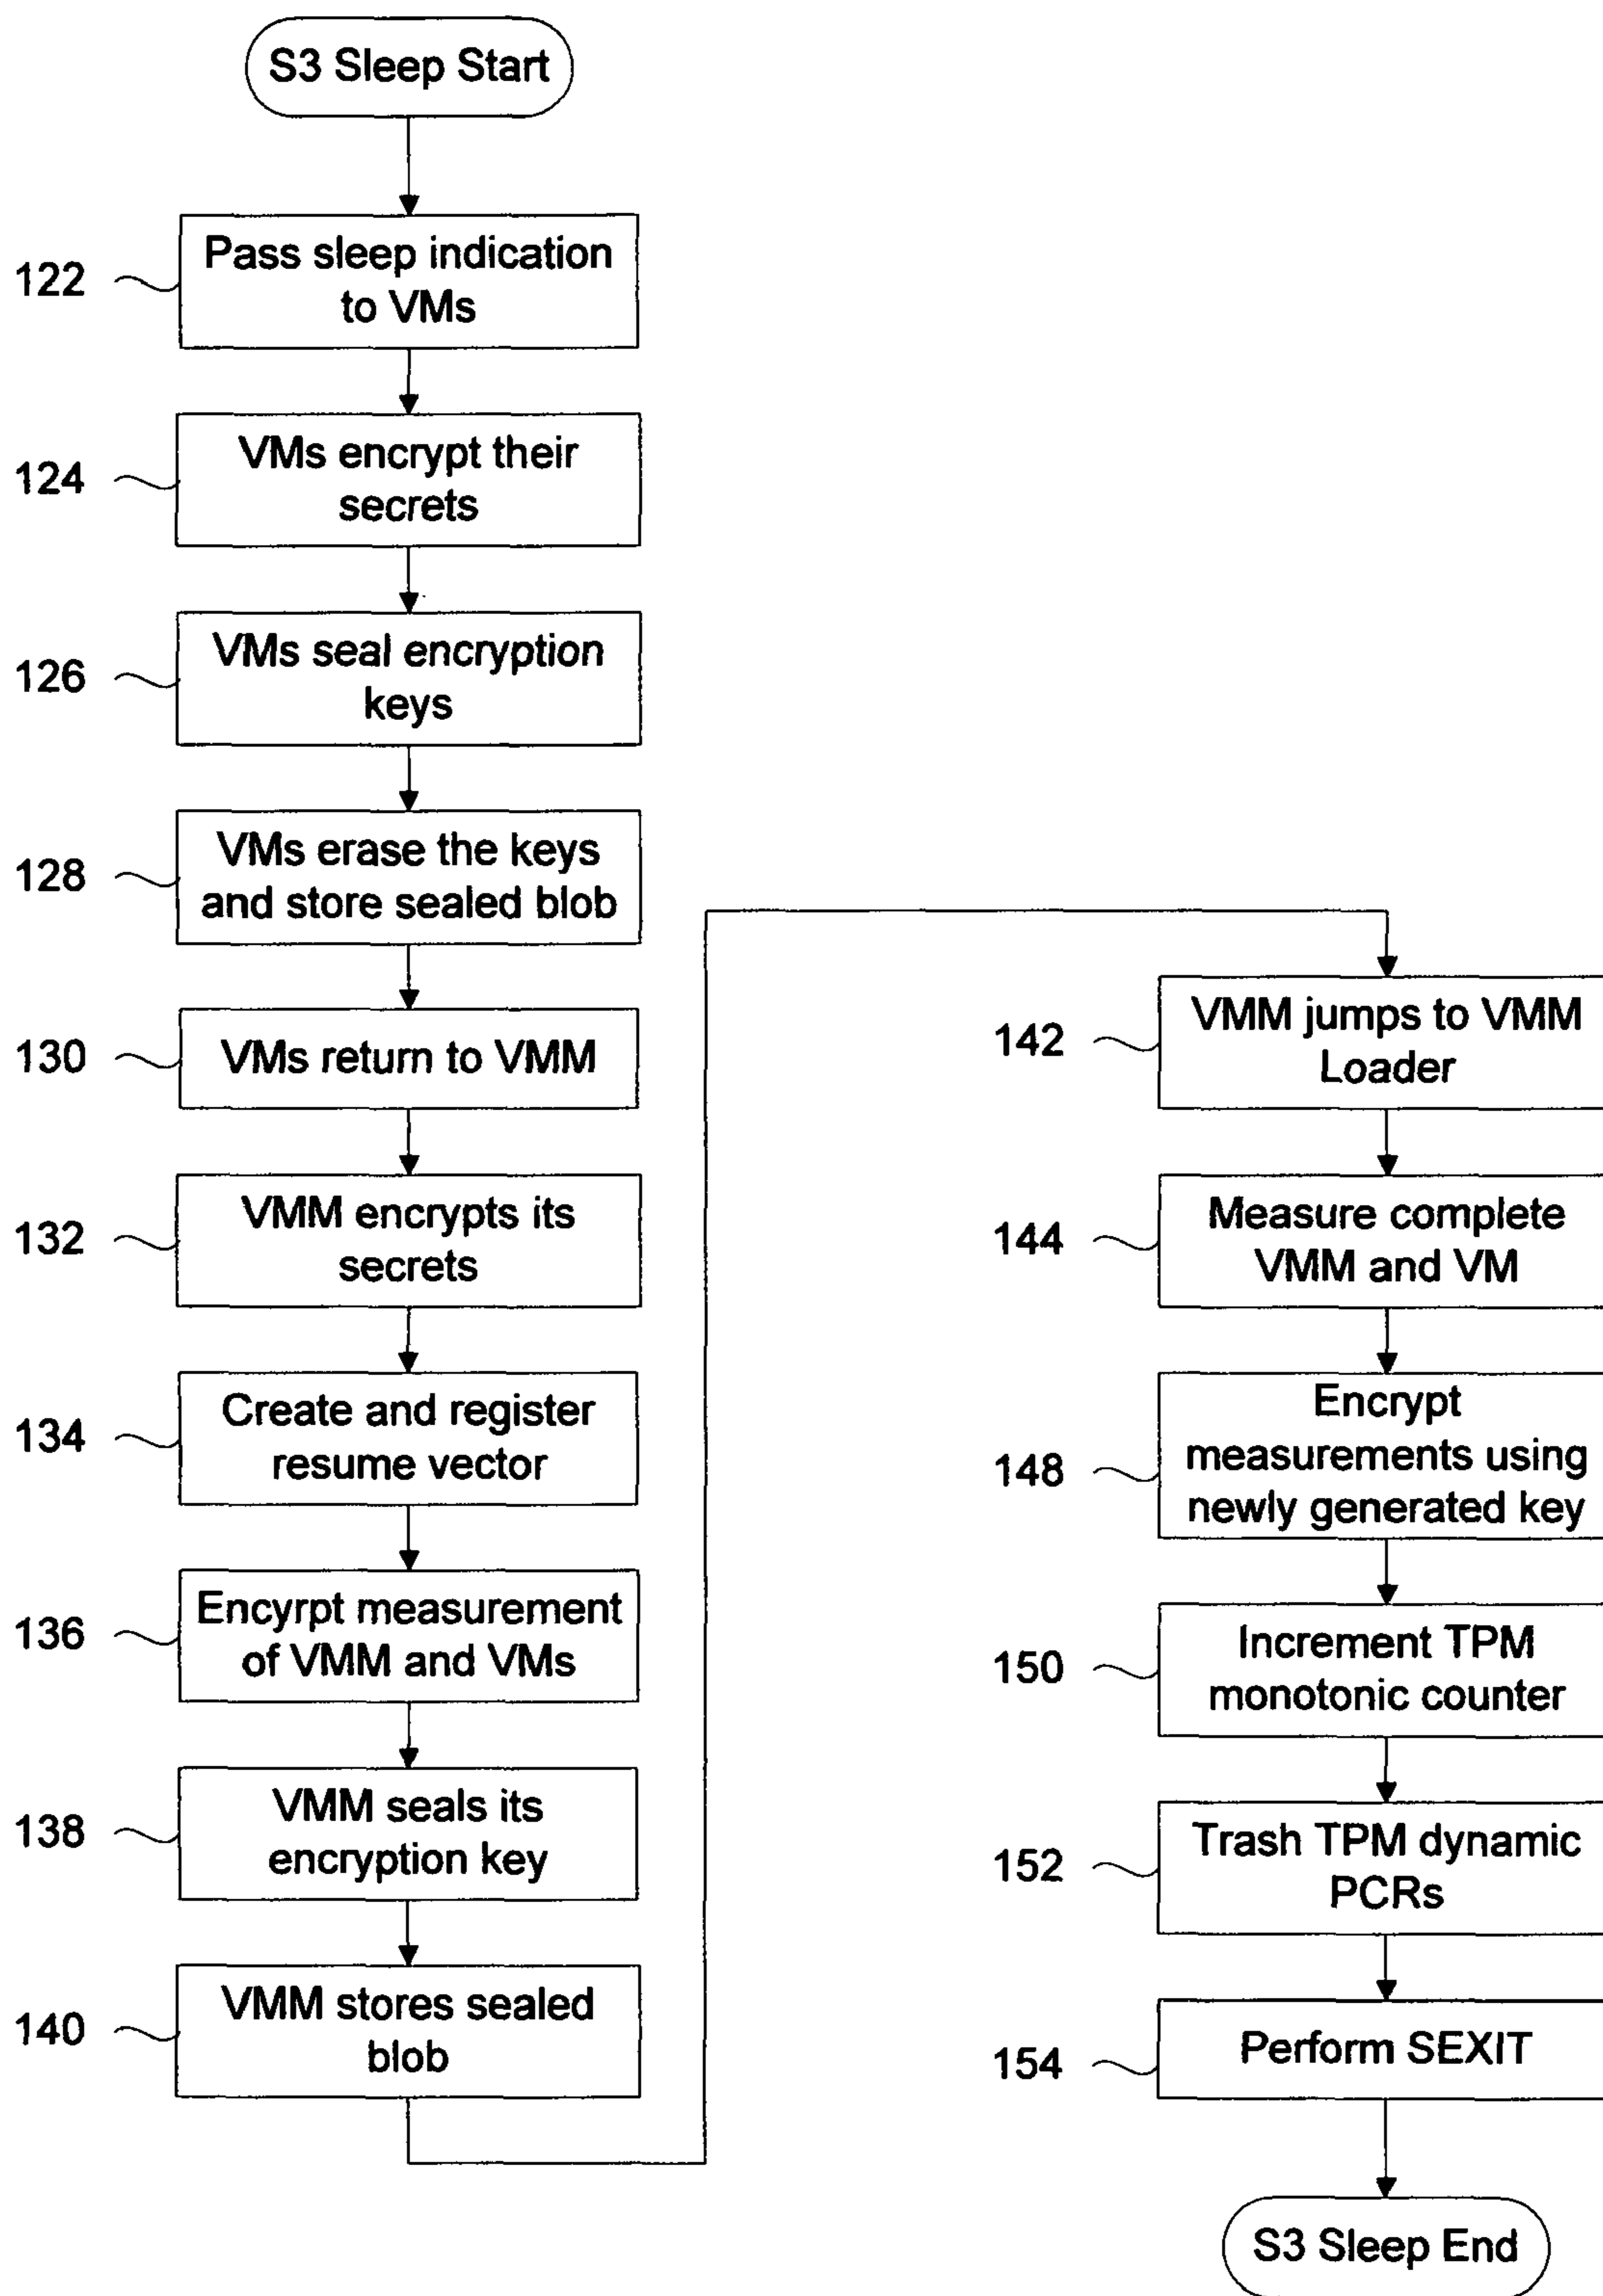 S3 Sleep Start
122
Pass sleep indication
to VMs
124
VMs encrypt their
secrets
126
VMs seal encryption
keys
128
VMs erase the keys
and store sealed blob
130
VMs return to VMM
132
VMM encrypts its
secrets
134
Create and register
resume vector
136
Encyrpt measurement
of VMM and VMs
138
VMM seals its
encryption key
140
VMM stores sealed
blob
142
VMM jumps to VMM
Loader
144
Measure complete
VMM and VM
148
Encrypt
measurements using
newly generated key
150
Increment TPM
monotonic counter
152
Trash TPM dynamic
PCRs
154
Perform SEXIT
S3 Sleep End